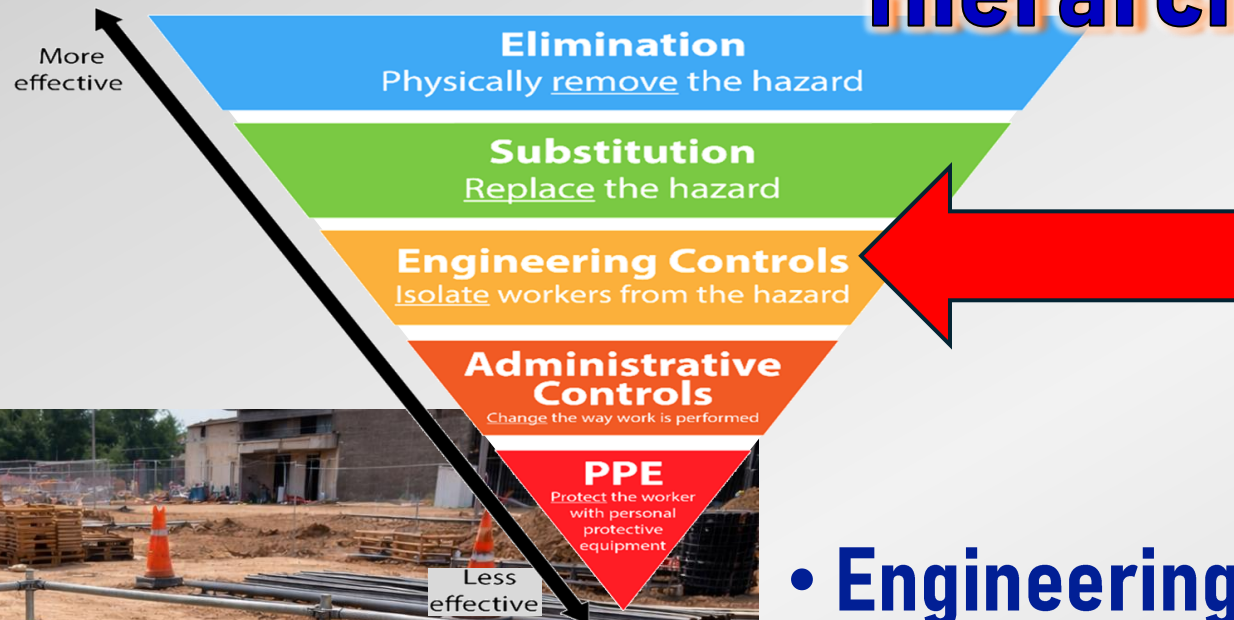 More
effective
Elimination
Physically remove the hazard
Substitution
Replace the hazard
Engineering Controls
Isolate workers from the hazard
Administrative
Controls
Change the way work is performed
PPE
Protect the worker
with personal
protective
equipment
Less
effective
• Engineering